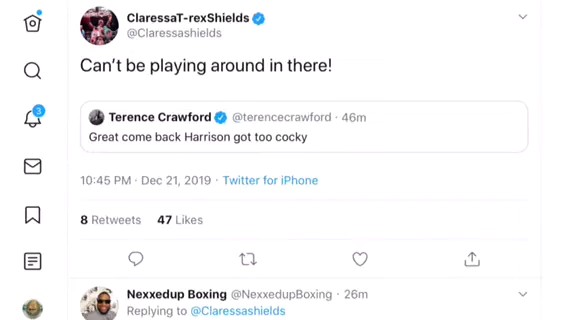 ClaressaT-rexShields
@Claressashields
Can't be playing around in there!
Terence Crawford @terencecrawford · 46m
Great come back Harrison got too cocky
10:45 PM · Dec 21, 2019 · Twitter for iPhone
8 Retweets 47 Likes
3
Nexxedup Boxing @NexxedupBoxing · 26m
Replying to @Claressashields